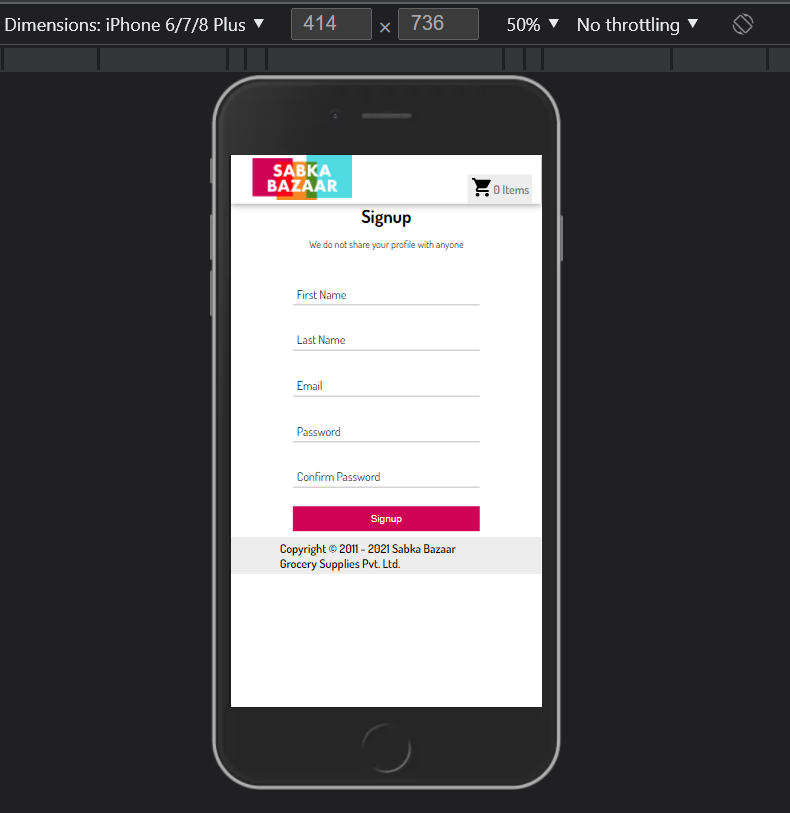 Dimensions: iPhone 6/7/8 Plus ▼ 414 × 736 50% ▼ No throttling ▼
SABKA
BAZAAR
0 Items
Signup
We do not share your profile with anyone
First Name
Last Name
Email
Password
Confirm Password
Signup
Copyright © 2011 - 2021 Sabka Bazaar
Grocery Supplies Pvt. Ltd.